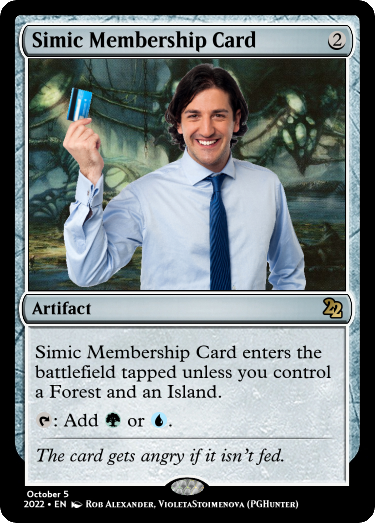 Simic Membership Card 2
Artifact
22
Simic Membership Card enters the
battlefield tapped unless you control
a Forest and an Island.
: Add or .
The card gets angry if it isn't fed.
October 5
2022 • EN Rob Alexander, VioletaStoimenova (PGHunter)